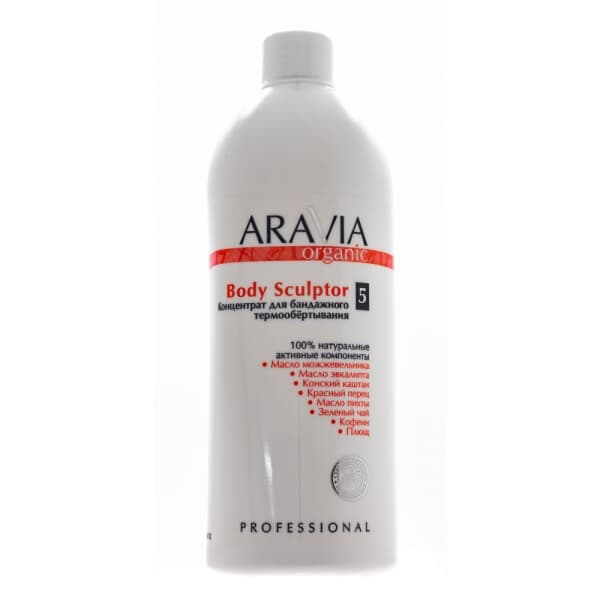 ARAVIA
organic
Body Sculptor 5
Концентрат для бандажного
термообёртывания
100% натуральные
активные компоненты
• Масло можжевельника
• Масло эвкалипта
• Конский каштан
• Красный перец
• Масло пихты
• Зеленый чай
• Кофеин
• Плющ
PROFESSIONAL